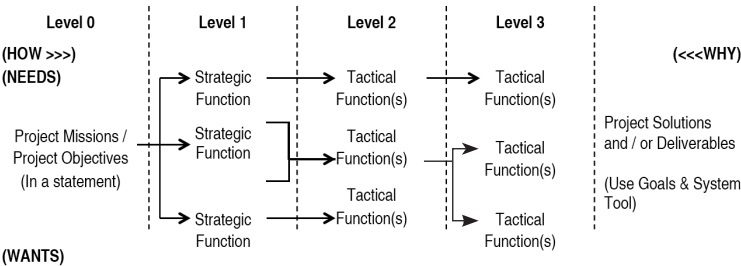 Level 0
Level 1
Level 2
Level 3
(HOW >>>)
(<<<WHY)
(NEEDS)
Strategic
Function
Tactical
Function(s)
Tactical
Function(s)
Project Missions /
Project Objectives
(In a statement)
Strategic
Function
Tactical
Function(s)
Tactical
Function(s)
Project Solutions
and / or Deliverables
(Use Goals & System
Tool)
Strategic
Function
Tactical
Function(s)
Tactical
Function(s)
(WANTS)